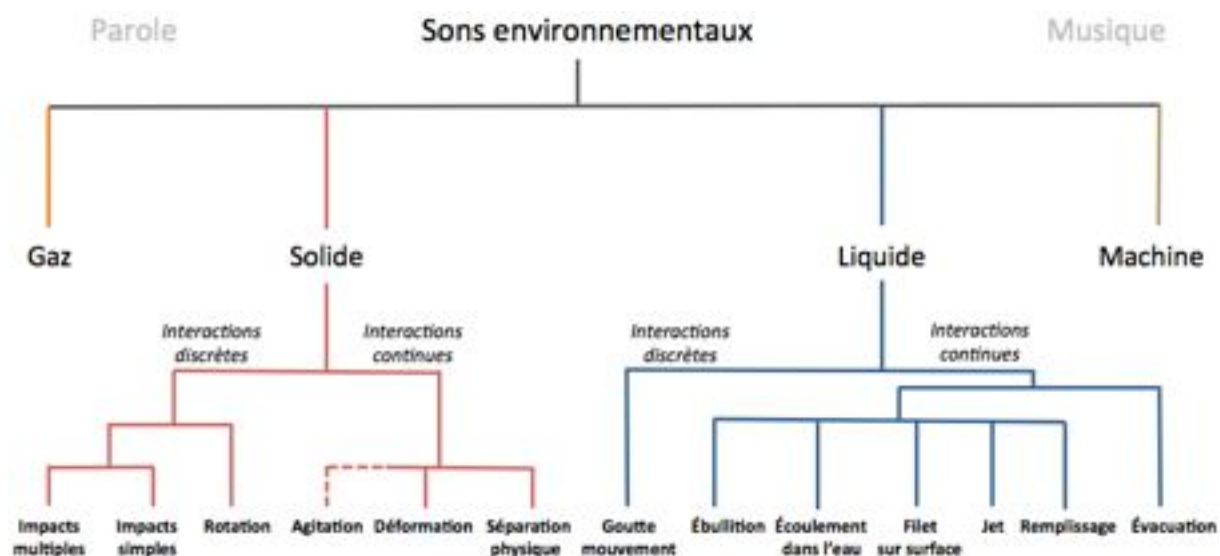 Parole Sons environnementaux Musique
Gaz Solide Liquide Machine
Interactions
discrètes
Interactions
continues
Interactions
discrètes
Interactions
continues
Impacts
multiples
Impacts
simples
Rotation
Agitation
Déformation
Séparation
physique
Goutte
mouvement
Ébullition
Écoulement
dans l'eau
Filet
sur surface
Jet
Remplissage
Évacuation